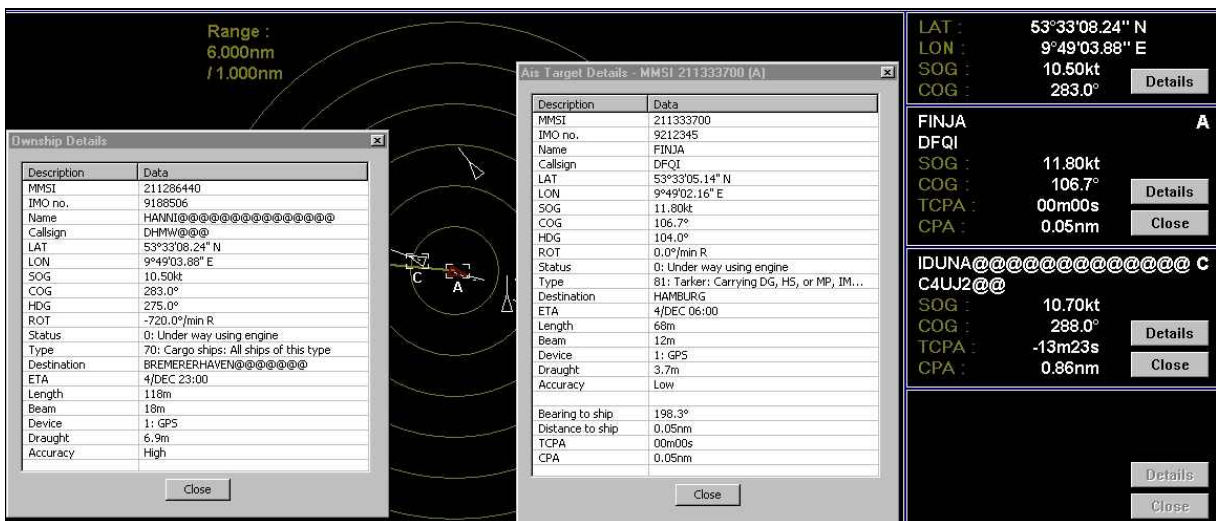 Range :
6.000nm
/ 1.000nm
C
A
Ownship Details
Description Data
MMSI 211286440
IMO no. 9188506
Name HANNI@@@@@@@@@@@@@@@
Callsign DHMW@@@
LAT 53°33'08.24" N
LON 9°49'03.88" E
SOG 10.50kt
COG 283.0°
HDG 275.0°
ROT -720.0°/min R
Status 0: Under way using engine
Type 70: Cargo ships: All ships of this type
Destination BREMERERHAVEN@@@@@@@
ETA 4/DEC 23:00
Length 118m
Beam 18m
Device 1: GPS
Draught 6.9m
Accuracy High
Close
Ais Target Details - MMSI 211333700 (A)
Description Data
MMSI 211333700
IMO no. 9212345
Name FINJA
Callsign DFQI
LAT 53°33'05.14" N
LON 9°49'02.16" E
SOG 11.80kt
COG 106.7°
HDG 104.0°
ROT 0.0°/min R
Status 0: Under way using engine
Type 81: Tarker: Carrying DG, HS, or MP, IM...
Destination HAMBURG
ETA 4/DEC 06:00
Length 68m
Beam 12m
Device 1: GPS
Draught 3.7m
Accuracy Low
Bearing to ship 198.3°
Distance to ship 0.05nm
TCPA 00m00s
CPA 0.05nm
Close
LAT : 53°33'08.24" N
LON : 9°49'03.88" E
SOG : 10.50kt
COG : 283.0°
Details
FINJA A
DFQI
SOG : 11.80kt
COG : 106.7°
TCPA : 00m00s
CPA : 0.05nm
Details
Close
IDUNA@@@@@@@@@@@@@@@ C
C4UJ2@@
SOG : 10.70kt
COG : 288.0°
TCPA : -13m23s
CPA : 0.86nm
Details
Close
Details
Close